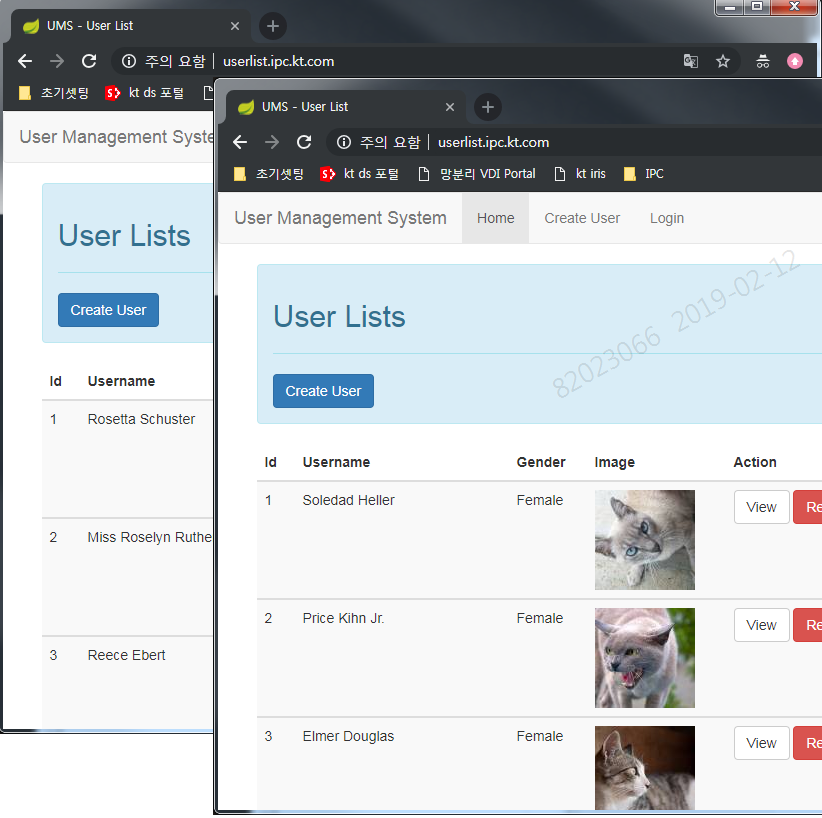 UMS - User List
주의 요함 userlist.ipc.kt.com
초기셋팅 kt ds 포털
User Management Syste
User Lists
Create User
Id Username
1 Rosetta Schuster
2 Miss Roselyn Ruthe
3 Reece Ebert
UMS - User List
주의 요함 userlist.ipc.kt.com
초기셋팅 kt ds 포털 망분리 VDI Portal kt iris IPC
User Management System Home Create User Login
User Lists
82023066 2019-02-12
Create User
Id Username Gender Image Action
1 Soledad Heller Female View Re
2 Price Kihn Jr. Female View Re
3 Elmer Douglas Female View Re